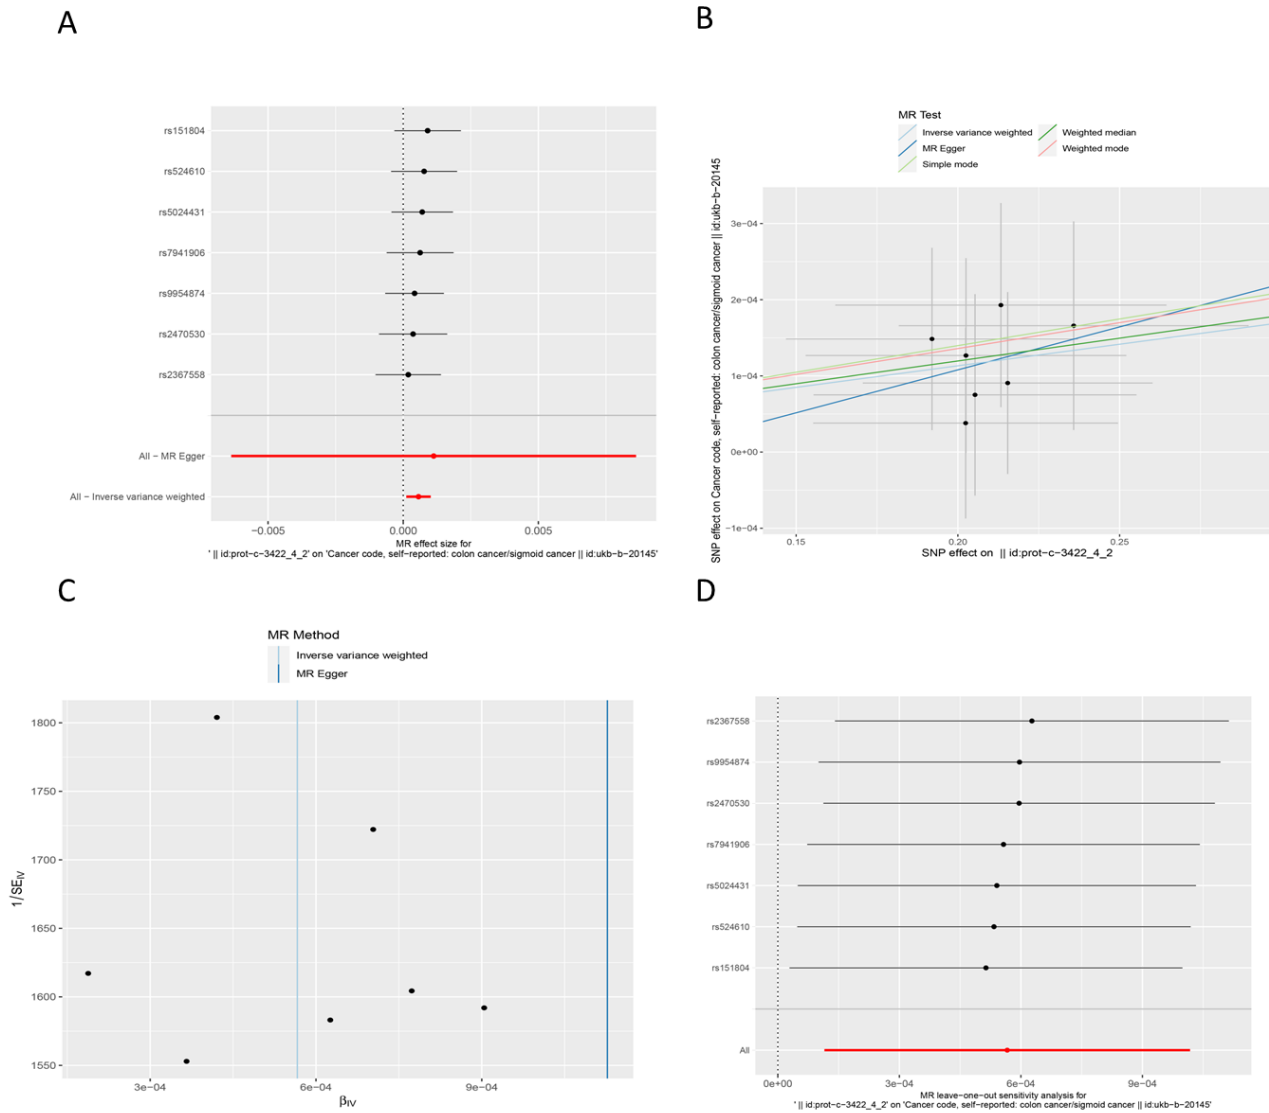 A
rs151804
rs524610
rs5024431
rs7941906
rs9954874
rs2470530
rs2367558
All − MR Egger
All − Inverse variance weighted
−0.005
0.000
0.005
MR effect size for
' || id:prot−c−3422_4_2' on 'Cancer code, self−reported: colon cancer/sigmoid cancer || id:ukb−b−20145'
B
MR Test
Inverse variance weighted
MR Egger
Simple mode
Weighted median
Weighted mode
SNP effect on Cancer code, self−reported: colon cancer/sigmoid cancer || id:ukb−b−20145
3e−04
2e−04
1e−04
0e+00
−1e−04
0.15
0.20
0.25
SNP effect on || id:prot−c−3422_4_2
C
MR Method
Inverse variance weighted
MR Egger
1/SE_IV
1800
1750
1700
1650
1600
1550
3e−04
6e−04
9e−04
β_IV
D
rs2367558
rs9954874
rs2470530
rs7941906
rs5024431
rs524610
rs151804
All
0e+00
3e−04
6e−04
9e−04
MR leave−one−out sensitivity analysis for
' || id:prot−c−3422_4_2' on 'Cancer code, self−reported: colon cancer/sigmoid cancer || id:ukb−b−20145'